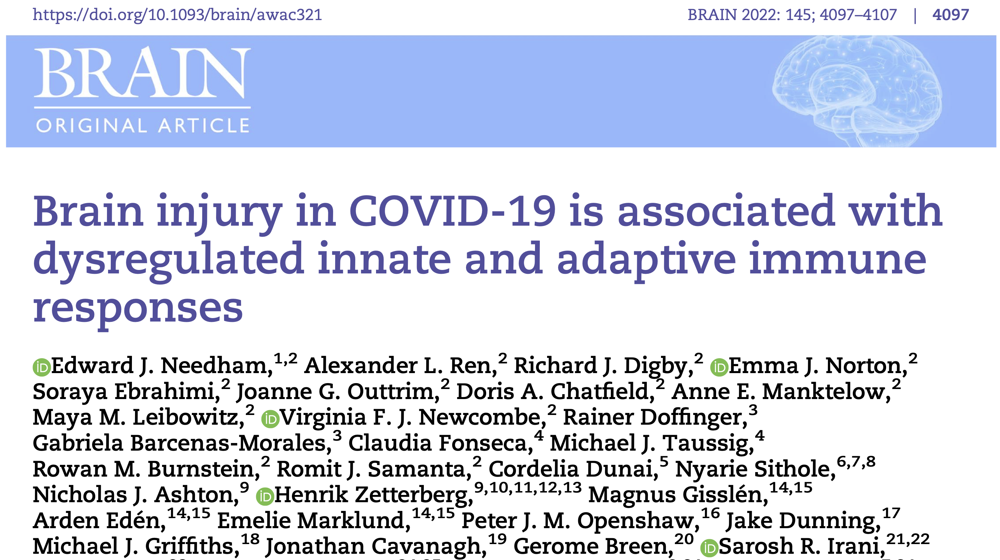 https://doi.org/10.1093/brain/awac321 BRAIN 2022: 145; 4097–4107 | 4097
BRAIN
ORIGINAL ARTICLE
Brain injury in COVID-19 is associated with
dysregulated innate and adaptive immune
responses
iDEdward J. Needham,1,2 Alexander L. Ren,2 Richard J. Digby,2 iDEmma J. Norton,2
Soraya Ebrahimi,2 Joanne G. Outtrim,2 Doris A. Chatfield,2 Anne E. Manktelow,2
Maya M. Leibowitz,2 iDVirginia F. J. Newcombe,2 Rainer Doffinger,3
Gabriela Barcenas-Morales,3 Claudia Fonseca,4 Michael J. Taussig,4
Rowan M. Burnstein,2 Romit J. Samanta,2 Cordelia Dunai,5 Nyarie Sithole,6,7,8
Nicholas J. Ashton,9 iDHenrik Zetterberg,9,10,11,12,13 Magnus Gisslén,14,15
Arden Edén,14,15 Emelie Marklund,14,15 Peter J. M. Openshaw,16 Jake Dunning,17
Michael J. Griffiths,18 Jonathan Cavanagh,19 Gerome Breen,20 iDSarosh R. Irani,21,22